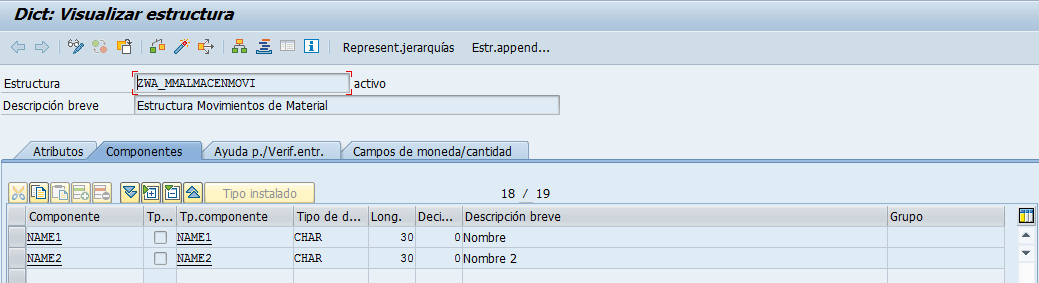 Dict: Visualizar estructura
Represent.jerarquías Estr.append...
Estructura ZWA_MMALMACENMOVI activo
Descripción breve Estructura Movimientos de Material
Atributos Componentes Ayuda p./Verif.entr. Campos de moneda/cantidad
Tipo instalado 18 / 19
Componente Tp... Tp.componente Tipo de d... Long. Deci... Descripción breve Grupo
NAME1 NAME1 CHAR 30 0 Nombre
NAME2 NAME2 CHAR 30 0 Nombre 2